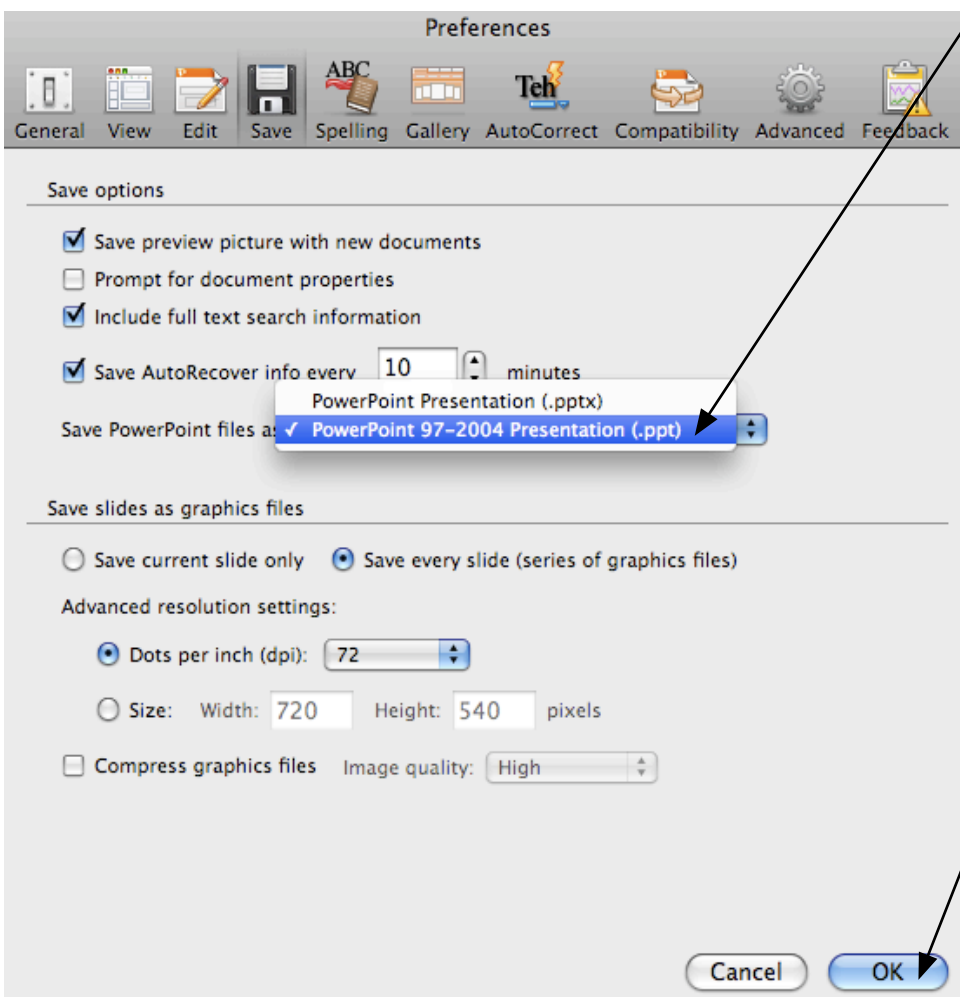 Preferences
ABC Teh
General View Edit Save Spelling Gallery AutoCorrect Compatibility Advanced Feedback
Save options
Save preview picture with new documents
Prompt for document properties
Include full text search information
Save AutoRecover info every 10 minutes
PowerPoint Presentation (.pptx)
Save PowerPoint files as ✓ PowerPoint 97-2004 Presentation (.ppt)
Save slides as graphics files
Save current slide only Save every slide (series of graphics files)
Advanced resolution settings:
Dots per inch (dpi): 72
Size: Width: 720 Height: 540 pixels
Compress graphics files Image quality: High
Cancel OK